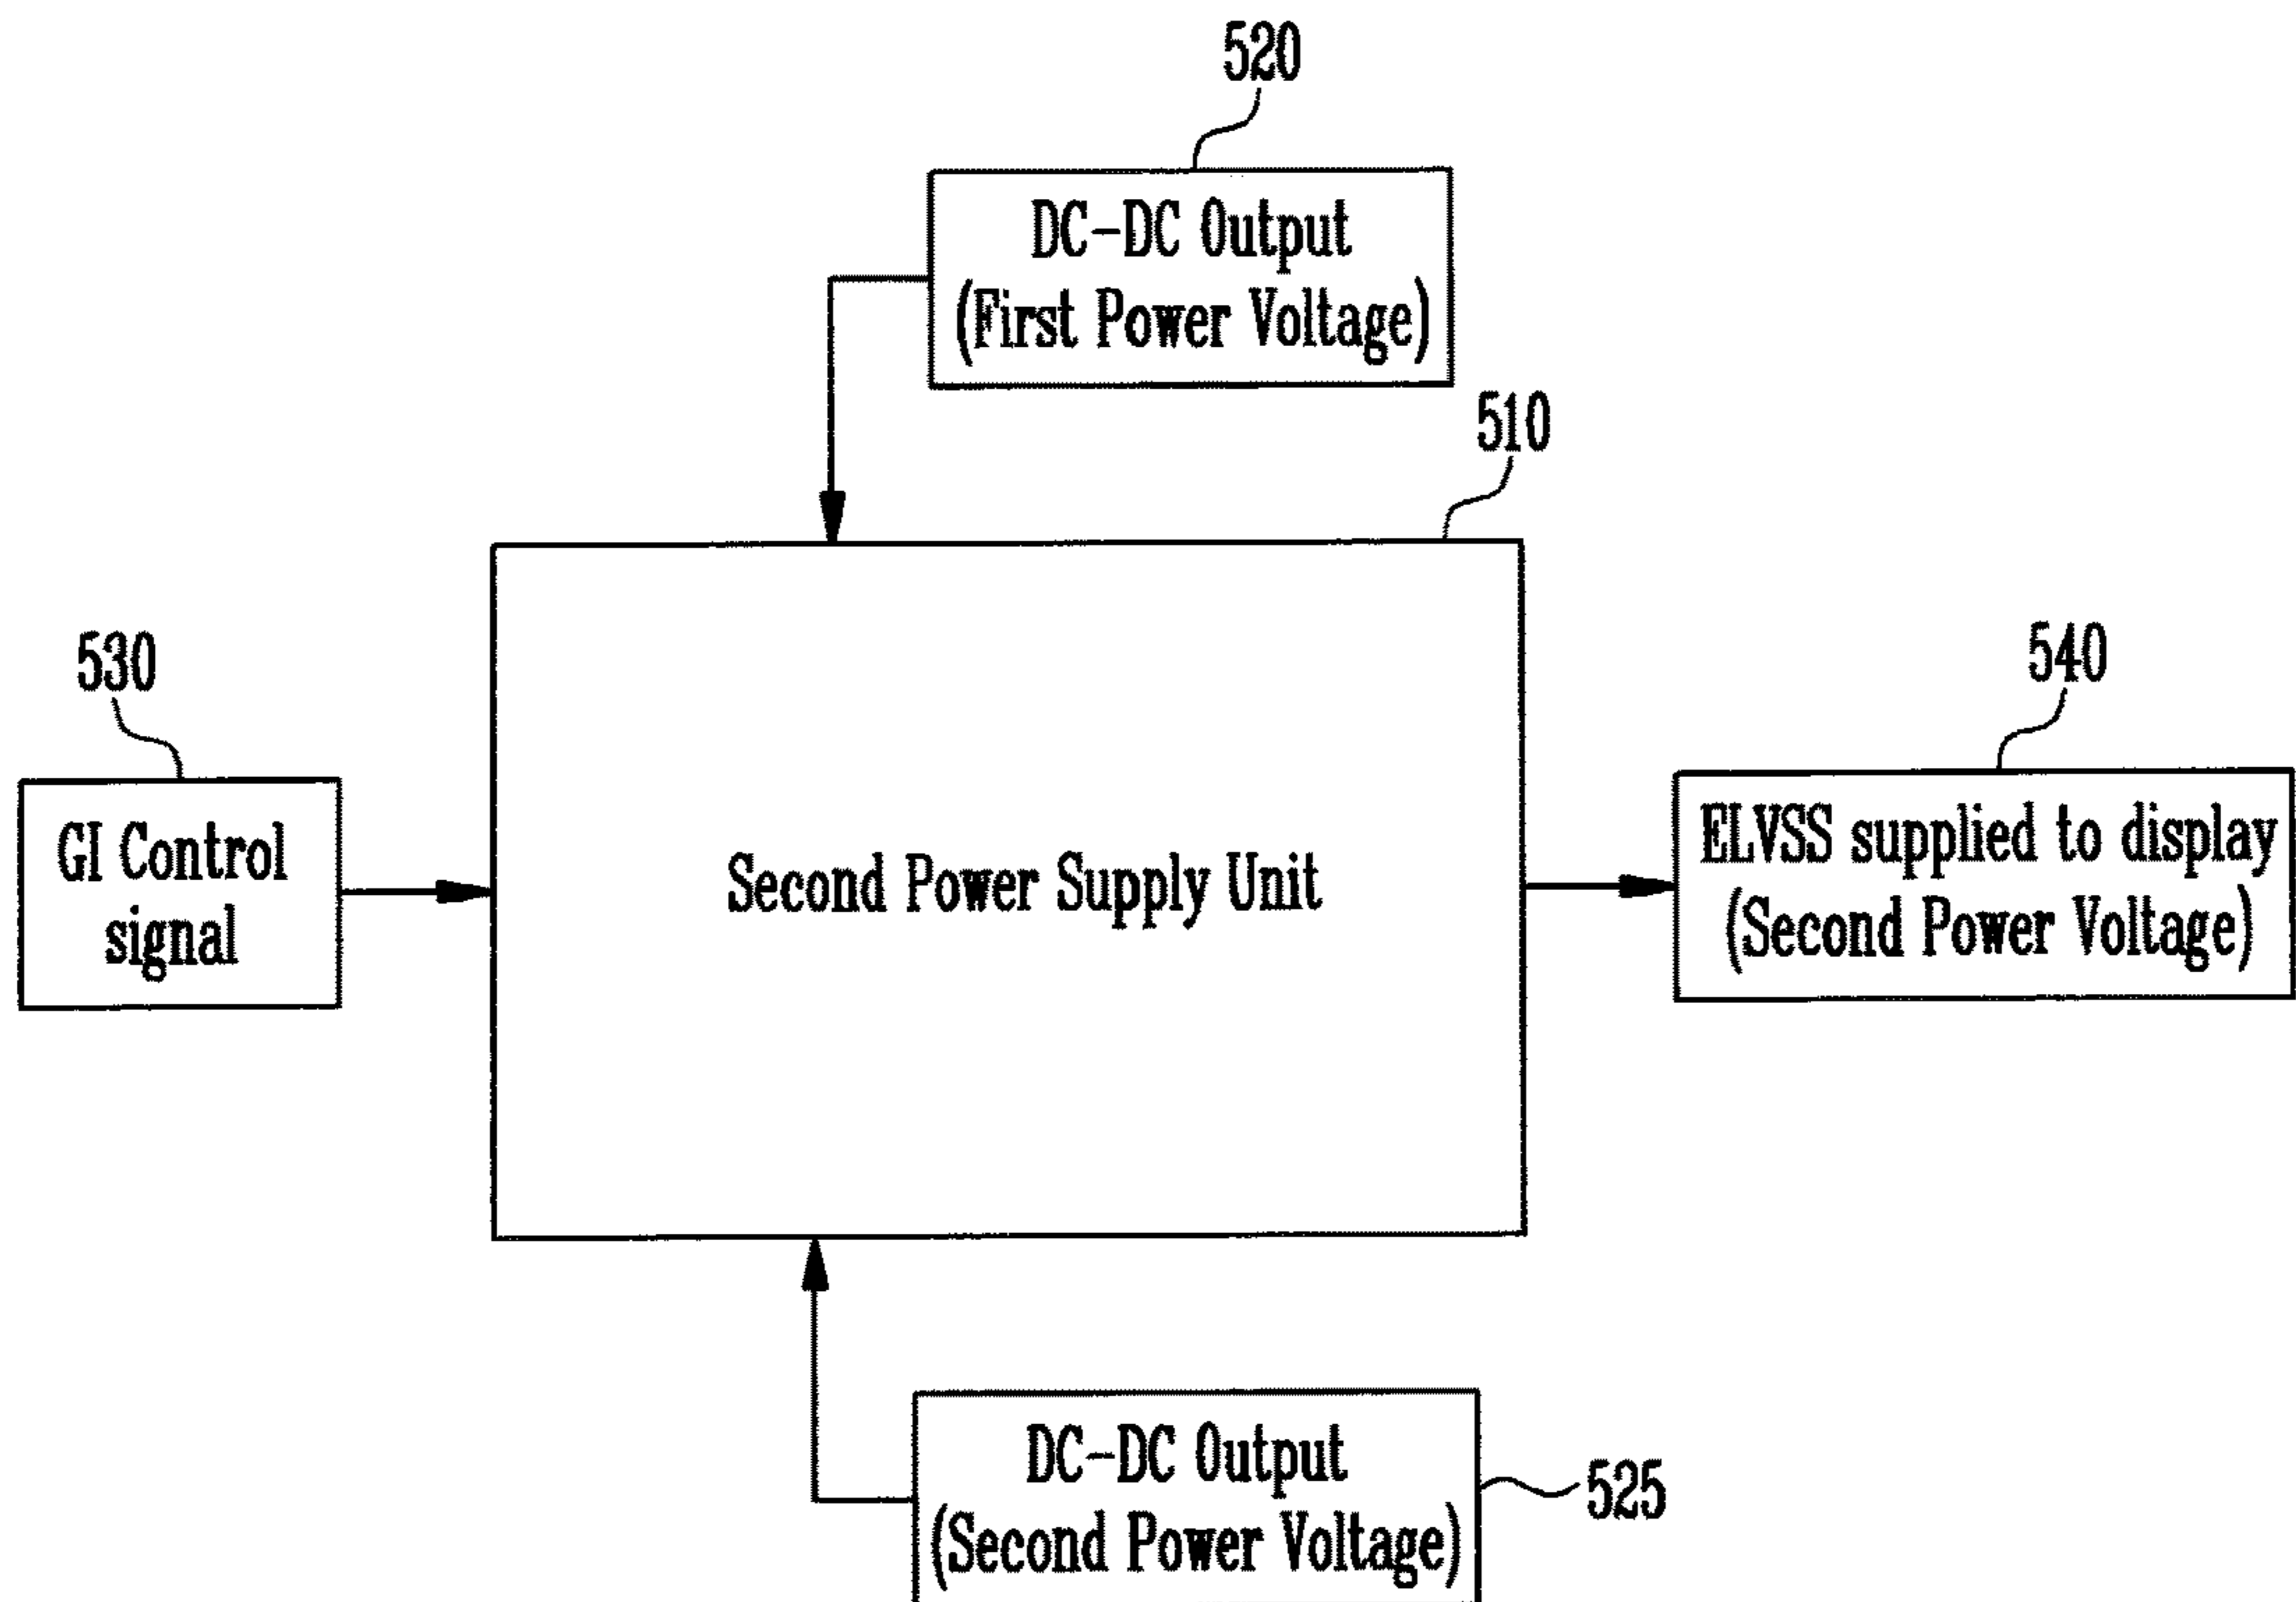 520
DC-DC Output
(First Power Voltage)
510
530
GI Control
signal
Second Power Supply Unit
540
ELVSS supplied to display
(Second Power Voltage)
DC-DC Output
(Second Power Voltage)
525